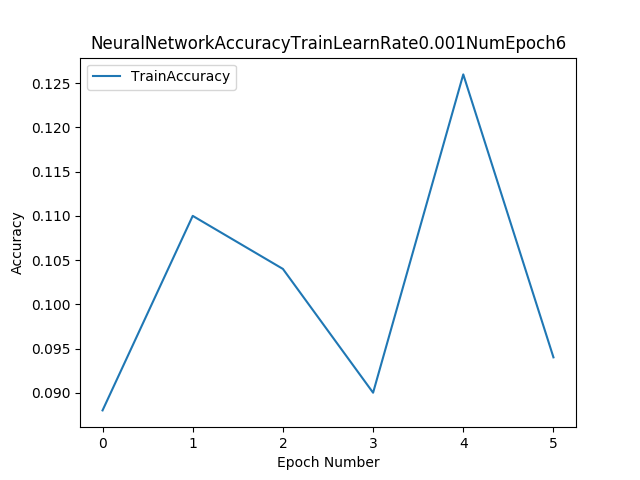 NeuralNetworkAccuracyTrainLearnRate0.001NumEpoch6
TrainAccuracy
0.125
0.120
0.115
0.110
0.105
0.100
0.095
0.090
Accuracy
0 1 2 3 4 5
Epoch Number